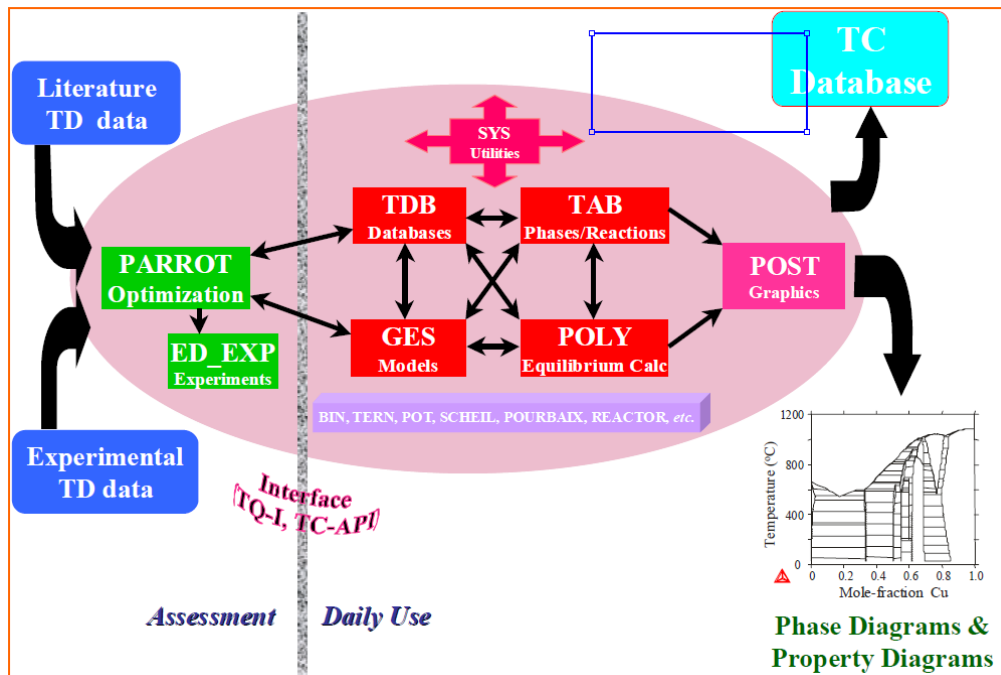 TC
Database
Literature
TD data
SYS
Utilities
TDB
Databases
TAB
Phases/Reactions
PARROT
Optimization
POST
Graphics
GES
Models
POLY
Equilibrium Calc
ED_EXP
Experiments
BIN, TERN, POT, SCHEIL, POURBAIX, REACTOR, etc.
Experimental
TD data
Interface
(TQ-I, TC-API)
1200
800
400
0
Temperature (°C)
0 0.2 0.4 0.6 0.8 1.0
Mole-fraction Cu
Assessment
Daily Use
Phase Diagrams &
Property Diagrams